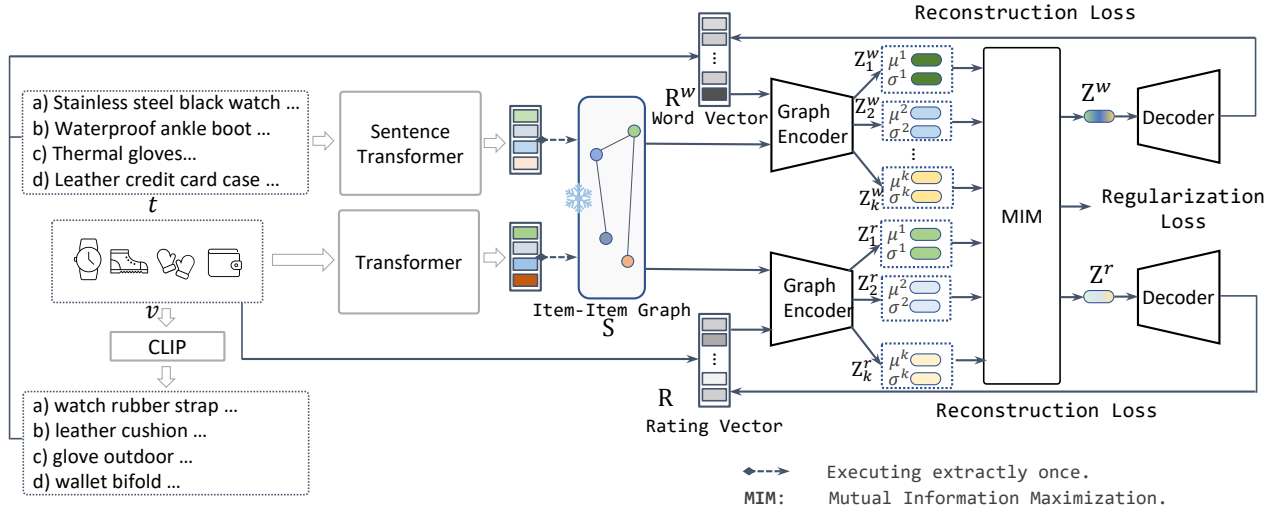 Reconstruction Loss
a) Stainless steel black watch ...
b) Waterproof ankle boot ...
c) Thermal gloves...
d) Leather credit card case ...
t
Sentence
Transformer
R^w
Word Vector
Graph
Encoder
Z_1^w
μ^1
σ^1
Z_2^w
μ^2
σ^2
⋮
Z_k^w
μ^k
σ^k
MIM
Z^w
Decoder
Regularization
Loss
v
Transformer
Item-Item Graph
S
Graph
Encoder
Z_1^r
μ^1
σ^1
Z_2^r
μ^2
σ^2
Z_k^r
μ^k
σ^k
Z^r
Decoder
CLIP
a) watch rubber strap ...
b) leather cushion ...
c) glove outdoor ...
d) wallet bifold ...
R
Rating Vector
Reconstruction Loss
Executing extractly once.
MIM: Mutual Information Maximization.